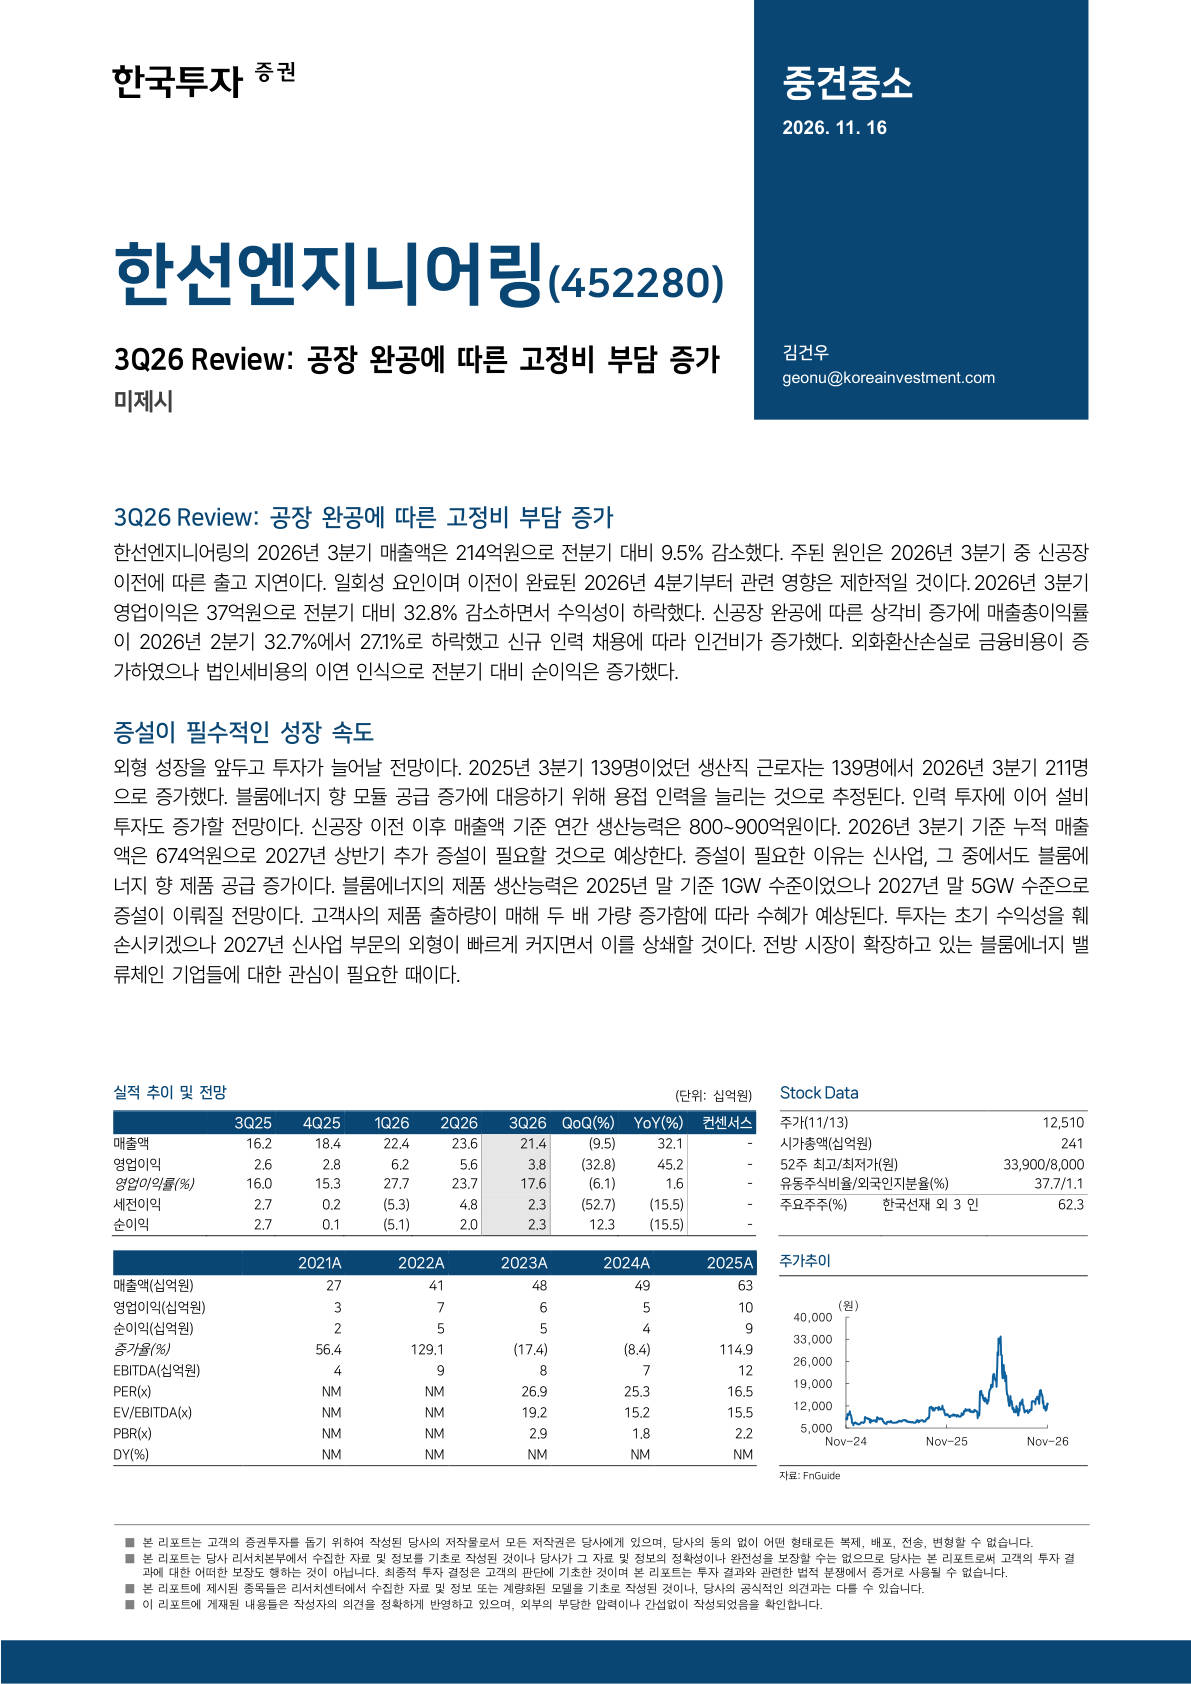 한국투자 증권
중견중소
2026. 11. 16
한선엔지니어링(452280)
3Q26 Review: 공장 완공에 따른 고정비 부담 증가
미제시
김건우
geonu@koreainvestment.com
3Q26 Review: 공장 완공에 따른 고정비 부담 증가
한선엔지니어링의 2026년 3분기 매출액은 214억원으로 전분기 대비 9.5% 감소했다. 주된 원인은 2026년 3분기 중 신공장
이전에 따른 출고 지연이다. 일회성 요인이며 이전이 완료된 2026년 4분기부터 관련 영향은 제한적일 것이다. 2026년 3분기
영업이익은 37억원으로 전분기 대비 32.8% 감소하면서 수익성이 하락했다. 신공장 완공에 따른 상각비 증가에 매출총이익률
이 2026년 2분기 32.7%에서 27.1%로 하락했고 신규 인력 채용에 따라 인건비가 증가했다. 외화환산손실로 금융비용이 증
가하였으나 법인세비용의 이연 인식으로 전분기 대비 순이익은 증가했다.
증설이 필수적인 성장 속도
외형 성장을 앞두고 투자가 늘어날 전망이다. 2025년 3분기 139명이었던 생산직 근로자는 139명에서 2026년 3분기 211명
으로 증가했다. 블룸에너지 향 모듈 공급 증가에 대응하기 위해 용접 인력을 늘리는 것으로 추정된다. 인력 투자에 이어 설비
투자도 증가할 전망이다. 신공장 이전 이후 매출액 기준 연간 생산능력은 800~900억원이다. 2026년 3분기 기준 누적 매출
액은 674억원으로 2027년 상반기 추가 증설이 필요할 것으로 예상한다. 증설이 필요한 이유는 신사업, 그 중에서도 블룸에
너지 향 제품 공급 증가이다. 블룸에너지의 제품 생산능력은 2025년 말 기준 1GW 수준이었으나 2027년 말 5GW 수준으로
증설이 이뤄질 전망이다. 고객사의 제품 출하량이 매해 두 배 가량 증가함에 따라 수혜가 예상된다. 투자는 초기 수익성을 훼
손시키겠으나 2027년 신사업 부문의 외형이 빠르게 커지면서 이를 상쇄할 것이다. 전방 시장이 확장하고 있는 블룸에너지 밸
류체인 기업들에 대한 관심이 필요한 때이다.
실적 추이 및 전망 (단위: 십억원)
3Q25 4Q25 1Q26 2Q26 3Q26 QoQ(%) YoY(%) 컨센서스
매출액 16.2 18.4 22.4 23.6 21.4 (9.5) 32.1 -
영업이익 2.6 2.8 6.2 5.6 3.8 (32.8) 45.2 -
영업이익률(%) 16.0 15.3 27.7 23.7 17.6 (6.1) 1.6 -
세전이익 2.7 0.2 (5.3) 4.8 2.3 (52.7) (15.5) -
순이익 2.7 0.1 (5.1) 2.0 2.3 12.3 (15.5) -
2021A 2022A 2023A 2024A 2025A
매출액(십억원) 27 41 48 49 63
영업이익(십억원) 3 7 6 5 10
순이익(십억원) 2 5 5 4 9
증가율(%) 56.4 129.1 (17.4) (8.4) 114.9
EBITDA(십억원) 4 9 8 7 12
PER(x) NM NM 26.9 25.3 16.5
EV/EBITDA(x) NM NM 19.2 15.2 15.5
PBR(x) NM NM 2.9 1.8 2.2
DY(%) NM NM NM NM NM
Stock Data
주가(11/13) 12,510
시가총액(십억원) 241
52주 최고/최저가(원) 33,900/8,000
유동주식비율/외국인지분율(%) 37.7/1.1
주요주주(%) 한국선재 외 3 인 62.3
주가추이
(원)
40,000
33,000
26,000
19,000
12,000
5,000
Nov-24 Nov-25 Nov-26
자료: FnGuide
■ 본 리포트는 고객의 증권투자를 돕기 위하여 작성된 당사의 저작물로서 모든 저작권은 당사에게 있으며, 당사의 동의 없이 어떤 형태로든 복제, 배포, 전송, 변형할 수 없습니다.
■ 본 리포트는 당사 리서치본부에서 수집한 자료 및 정보를 기초로 작성된 것이나 당사가 그 자료 및 정보의 정확성이나 완전성을 보장할 수는 없으므로 당사는 본 리포트로써 고객의 투자 결
과에 대한 어떠한 보장도 행하는 것이 아닙니다. 최종적 투자 결정은 고객의 판단에 기초한 것이며 본 리포트는 투자 결과와 관련한 법적 분쟁에서 증거로 사용될 수 없습니다.
■ 본 리포트에 제시된 종목들은 리서치센터에서 수집한 자료 및 정보 또는 계량화된 모델을 기초로 작성된 것이나, 당사의 공식적인 의견과는 다를 수 있습니다.
■ 이 리포트에 게재된 내용들은 작성자의 의견을 정확하게 반영하고 있으며, 외부의 부당한 압력이나 간섭없이 작성되었음을 확인합니다.